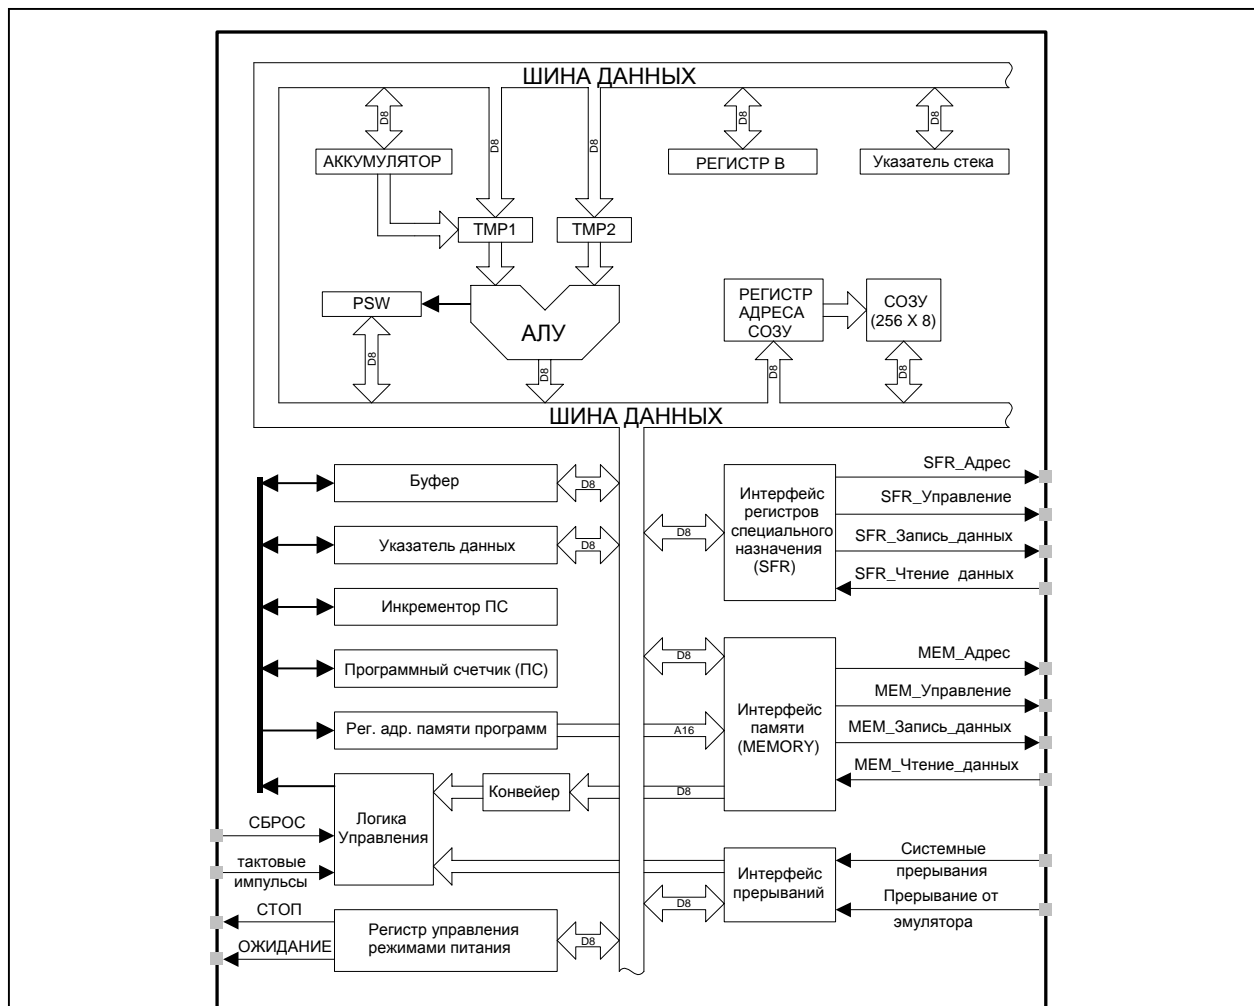 ШИНА ДАННЫХ
D8
D8
D8
D8
D8
АККУМУЛЯТОР
РЕГИСТР В
Указатель стека
TMP1
TMP2
PSW
АЛУ
РЕГИСТР
АДРЕСА
СОЗУ
СОЗУ
(256 X 8)
D8
D8
D8
D8
ШИНА ДАННЫХ
Буфер
D8
Указатель данных
D8
Инкрементор ПС
Программный счетчик (ПС)
Рег. адр. памяти программ
A16
Логика
Управления
Конвейер
D8
СБРОС
тактовые
импульсы
СТОП
ОЖИДАНИЕ
Регистр управления
режимами питания
D8
D8
Интерфейс
регистров
специального
назначения
(SFR)
SFR_Адрес
SFR_Управление
SFR_Запись_данных
SFR_Чтение данных
D8
Интерфейс
памяти
(MEMORY)
MEM_Адрес
MEM_Управление
MEM_Запись_данных
MEM_Чтение_данных
D8
Интерфейс
прерываний
Системные
прерывания
Прерывание от
эмулятора